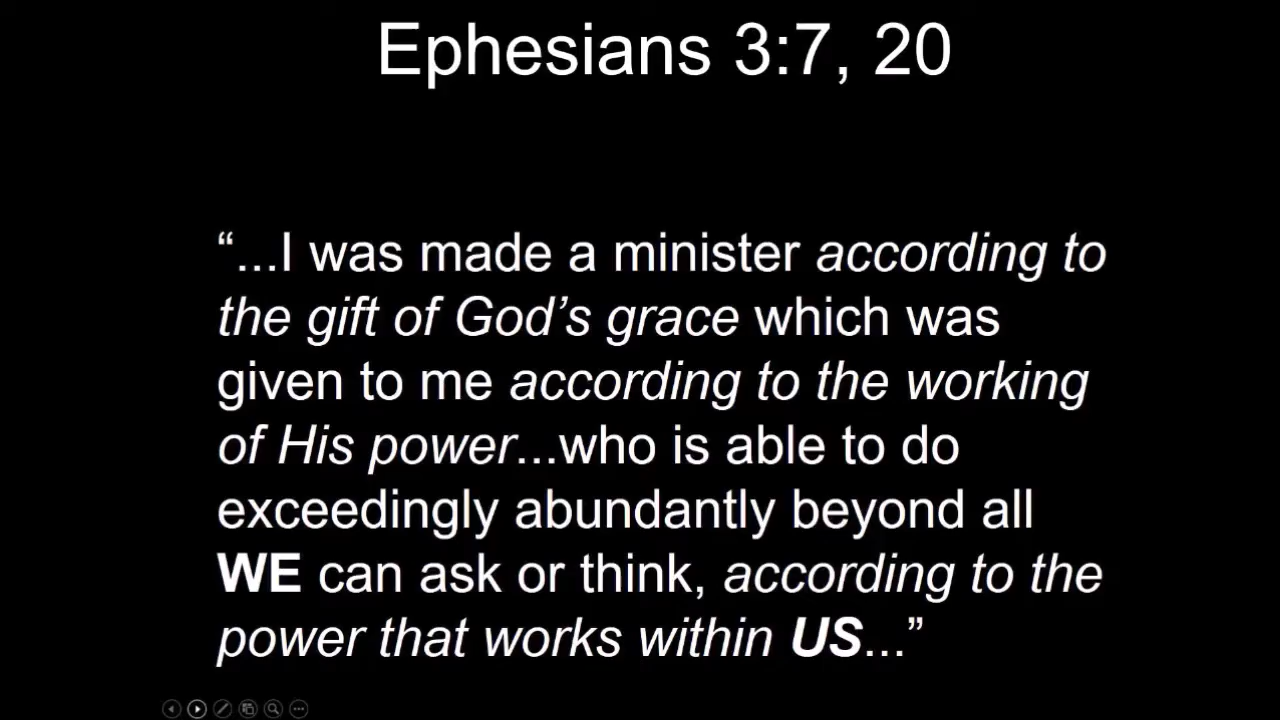 Ephesians 3:7, 20
“...I was made a minister according to
the gift of God’s grace which was
given to me according to the working
of His power...who is able to do
exceedingly abundantly beyond all
WE can ask or think, according to the
power that works within US...”